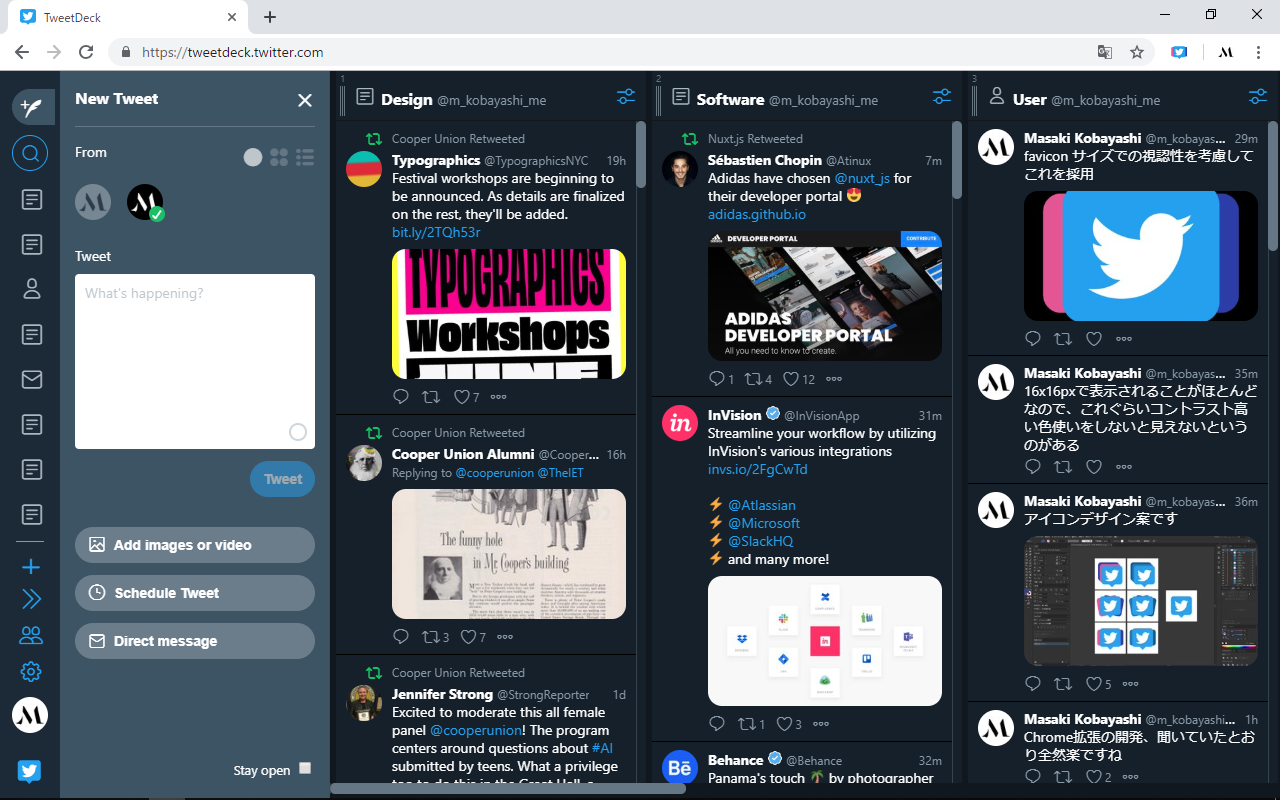 TweetDeck
https://tweetdeck.twitter.com
New Tweet
From
Tweet
What's happening?
Tweet
Add images or video
Schedule Tweet
Direct message
Stay open
1
Design @m_kobayashi_me
Cooper Union Retweeted
Typographics @TypographicsNYC 19h
Festival workshops are beginning to
be announced. As details are finalized
on the rest, they'll be added.
bit.ly/2TQh53r
TYPOGRAPHICS
Workshops
JUNE
7
Cooper Union Retweeted
Cooper Union Alumni @Cooper... 16h
Replying to @cooperunion @TheIET
The funny hole
in Mr. Cooper's building
3 7
Cooper Union Retweeted
Jennifer Strong @StrongReporter 1d
Excited to moderate this all female
panel @cooperunion! The program
centers around questions about #AI
submitted by teens. What a privilege
too to do this in the Great Hall, a
2
Software @m_kobayashi_me
Nuxt.js Retweeted
Sébastien Chopin @Atinux 7m
Adidas have chosen @nuxt_js for
their developer portal 😍
adidas.github.io
DEVELOPER PORTAL CONTRIBUTE
ADIDAS
DEVELOPER PORTAL
All you need to know to create.
1 4 12
in
InVision @InVisionApp 31m
Streamline your workflow by utilizing
InVision's various integrations
invs.io/2FgCwTd
⚡ @Atlassian
⚡ @Microsoft
⚡ @SlackHQ
⚡ and many more!
in
1 3
Bē
Behance @Behance 32m
Panama's touch 🌴 by photographer
3
User @m_kobayashi_me
Masaki Kobayashi @m_kobayas... 29m
favicon サイズでの視認性を考慮して
これを採用
Masaki Kobayashi @m_kobayas... 35m
16x16pxで表示されることがほとんど
なので、これぐらいコントラスト高
い色使いをしないと見えないという
のがある
Masaki Kobayashi @m_kobayas... 36m
アイコンデザイン案です
5
Masaki Kobayashi @m_kobayashi... 1h
Chrome拡張の開発、聞いていたとお
り全然楽ですね
2